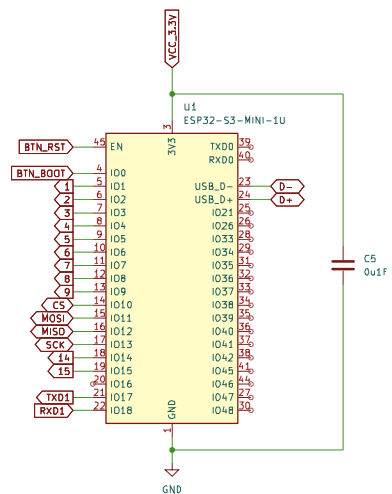 VCC_3.3V
U1
ESP32-S3-MINI-1U
3
3V3
BTN_RST 45 EN TXD0 39
RXD0 40
BTN_BOOT 4 IO0
1 5 IO1 USB_D- 23 D-
2 6 IO2 USB_D+ 24 D+
3 7 IO3 IO21 25
4 8 IO4 IO26 26
5 9 IO5 IO33 28
6 10 IO6 IO34 29
7 11 IO7 IO35 31
8 12 IO8 IO36 32
9 13 IO9 IO37 33
CS 14 IO10 IO38 34
MOSI 15 IO11 IO39 35
MISO 16 IO12 IO40 36
SCK 17 IO13 IO41 37
14 18 IO14 IO42 38
15 19 IO15 IO45 41
20 IO16 IO46 44
TXD1 21 IO17 IO47 27
RXD1 22 IO18 IO48 30
C5
0u1F
GND
1
GND